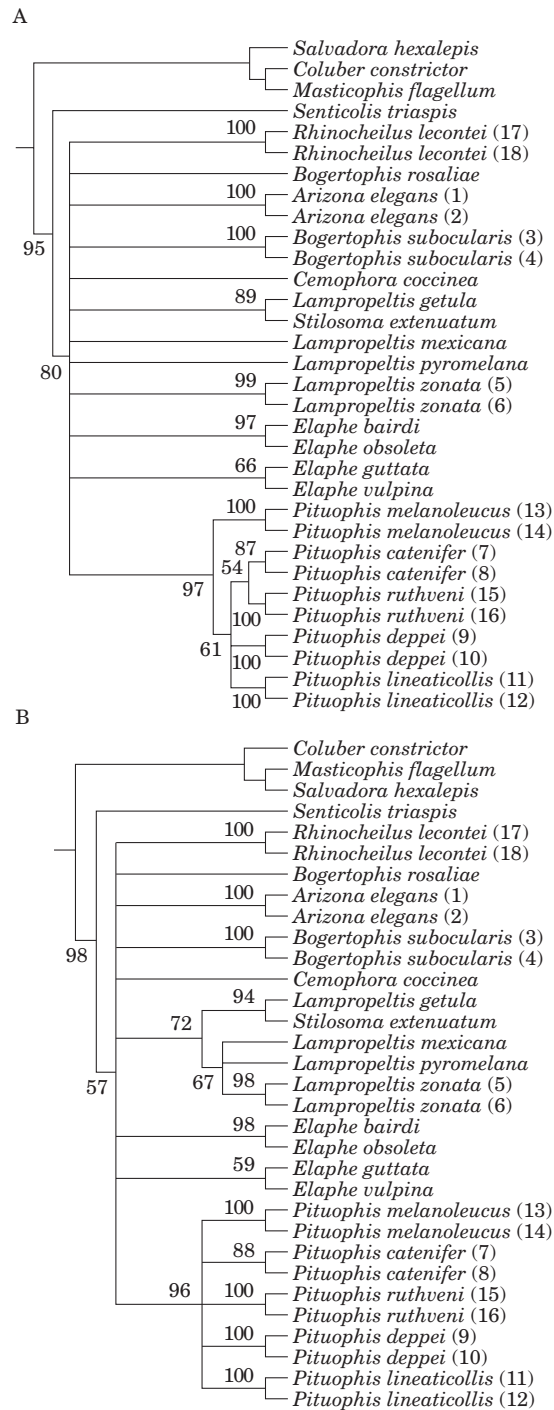 A
Salvadora hexalepis
Coluber constrictor
Masticophis flagellum
Senticolis triaspis
100 Rhinocheilus lecontei (17)
Rhinocheilus lecontei (18)
Bogertophis rosaliae
100 Arizona elegans (1)
Arizona elegans (2)
100 Bogertophis subocularis (3)
95 Bogertophis subocularis (4)
Cemophora coccinea
89 Lampropeltis getula
Stilosoma extenuatum
Lampropeltis mexicana
80 Lampropeltis pyromelana
99 Lampropeltis zonata (5)
Lampropeltis zonata (6)
97 Elaphe bairdi
Elaphe obsoleta
66 Elaphe guttata
Elaphe vulpina
100 Pituophis melanoleucus (13)
Pituophis melanoleucus (14)
87 Pituophis catenifer (7)
54 Pituophis catenifer (8)
97 Pituophis ruthveni (15)
100 Pituophis ruthveni (16)
61 Pituophis deppei (9)
100 Pituophis deppei (10)
Pituophis lineaticollis (11)
100 Pituophis lineaticollis (12)
B
Coluber constrictor
Masticophis flagellum
Salvadora hexalepis
Senticolis triaspis
100 Rhinocheilus lecontei (17)
Rhinocheilus lecontei (18)
Bogertophis rosaliae
100 Arizona elegans (1)
Arizona elegans (2)
100 Bogertophis subocularis (3)
98 Bogertophis subocularis (4)
Cemophora coccinea
94 Lampropeltis getula
72 Stilosoma extenuatum
Lampropeltis mexicana
Lampropeltis pyromelana
57 67 98 Lampropeltis zonata (5)
Lampropeltis zonata (6)
98 Elaphe bairdi
Elaphe obsoleta
59 Elaphe guttata
Elaphe vulpina
100 Pituophis melanoleucus (13)
Pituophis melanoleucus (14)
88 Pituophis catenifer (7)
Pituophis catenifer (8)
96 100 Pituophis ruthveni (15)
Pituophis ruthveni (16)
100 Pituophis deppei (9)
Pituophis deppei (10)
100 Pituophis lineaticollis (11)
Pituophis lineaticollis (12)